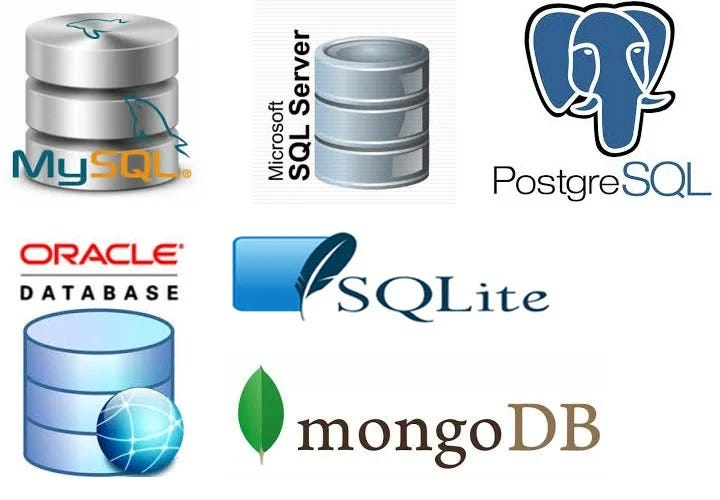 MySQL®
Microsoft
SQL Server
PostgreSQL
ORACLE®
DATABASE
SQLite
mongoDB